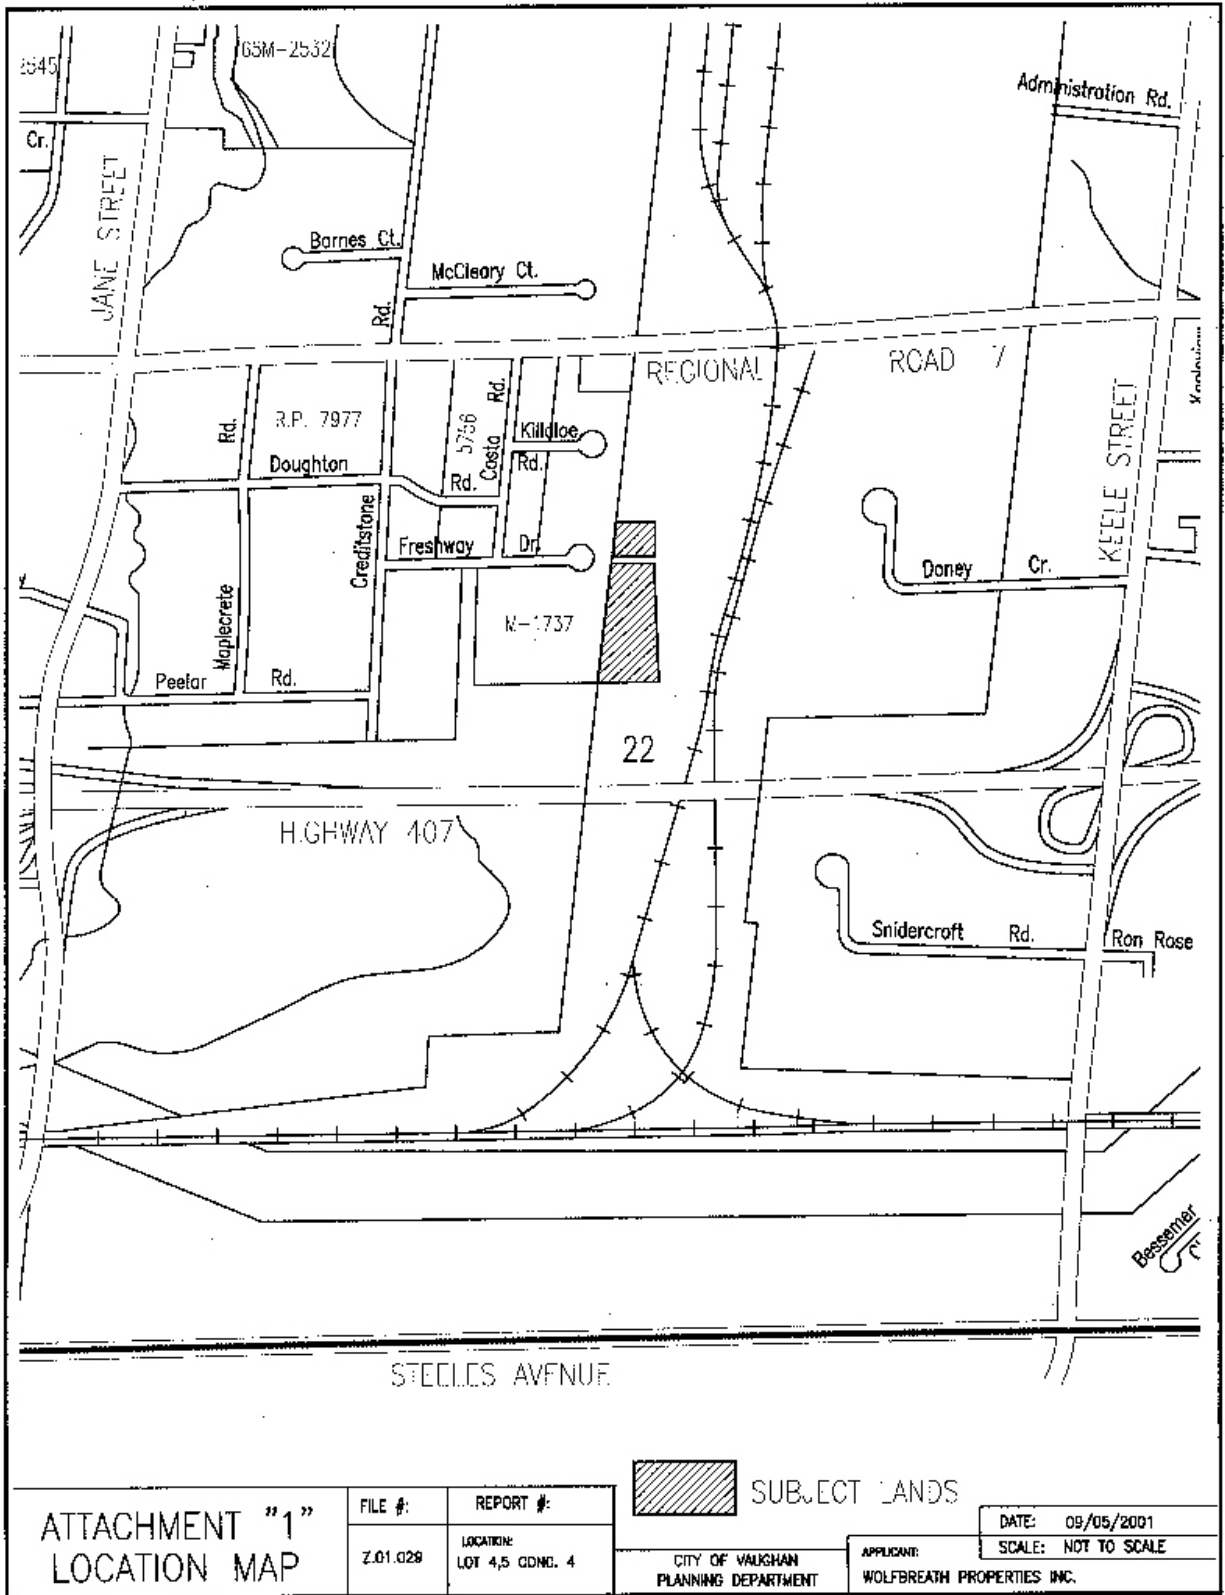 65M-2532
2545
Administration Rd.
Cr.
JANE STREET
Barnes Ct.
McCleary Ct.
Rd.
REGIONAL ROAD 7
KEELE STREET
R.P. 7977
5766
Rd.
Costa Rd.
Killaloe Rd.
Doughton Rd.
Creditstone
Freshway Dr.
Doney Cr.
Maplecrete
M-1737
Peelar Rd.
22
HIGHWAY 407
Snidercroft Rd.
Ron Rose
Bessemer
STEELES AVENUE
SUBJECT LANDS
ATTACHMENT "1"
LOCATION MAP
FILE #:
Z.01.029
REPORT #:
LOCATION:
LOT 4,5 CONC. 4
CITY OF VAUGHAN
PLANNING DEPARTMENT
APPLICANT:
WOLFBREATH PROPERTIES INC.
DATE: 09/05/2001
SCALE: NOT TO SCALE